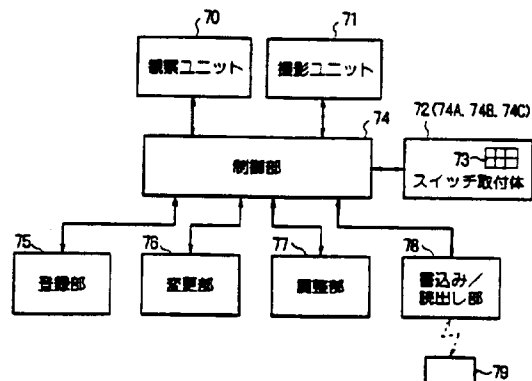 70
71
観察ユニット
撮影ユニット
74
72(74A,74B,74C)
制御部
73
スイッチ取付体
75
76
77
78
登録部
変更部
調整部
書込み/
読出し部
79